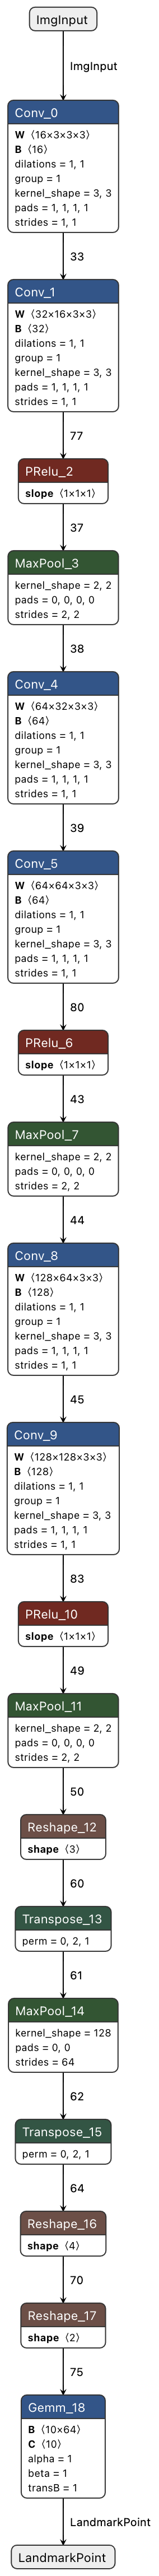 ImgInput
ImgInput
Conv_0
W ⟨16×3×3×3⟩
B ⟨16⟩
dilations = 1, 1
group = 1
kernel_shape = 3, 3
pads = 1, 1, 1, 1
strides = 1, 1
33
Conv_1
W ⟨32×16×3×3⟩
B ⟨32⟩
dilations = 1, 1
group = 1
kernel_shape = 3, 3
pads = 1, 1, 1, 1
strides = 1, 1
77
PRelu_2
slope ⟨1×1×1⟩
37
MaxPool_3
kernel_shape = 2, 2
pads = 0, 0, 0, 0
strides = 2, 2
38
Conv_4
W ⟨64×32×3×3⟩
B ⟨64⟩
dilations = 1, 1
group = 1
kernel_shape = 3, 3
pads = 1, 1, 1, 1
strides = 1, 1
39
Conv_5
W ⟨64×64×3×3⟩
B ⟨64⟩
dilations = 1, 1
group = 1
kernel_shape = 3, 3
pads = 1, 1, 1, 1
strides = 1, 1
80
PRelu_6
slope ⟨1×1×1⟩
43
MaxPool_7
kernel_shape = 2, 2
pads = 0, 0, 0, 0
strides = 2, 2
44
Conv_8
W ⟨128×64×3×3⟩
B ⟨128⟩
dilations = 1, 1
group = 1
kernel_shape = 3, 3
pads = 1, 1, 1, 1
strides = 1, 1
45
Conv_9
W ⟨128×128×3×3⟩
B ⟨128⟩
dilations = 1, 1
group = 1
kernel_shape = 3, 3
pads = 1, 1, 1, 1
strides = 1, 1
83
PRelu_10
slope ⟨1×1×1⟩
49
MaxPool_11
kernel_shape = 2, 2
pads = 0, 0, 0, 0
strides = 2, 2
50
Reshape_12
shape ⟨3⟩
60
Transpose_13
perm = 0, 2, 1
61
MaxPool_14
kernel_shape = 128
pads = 0, 0
strides = 64
62
Transpose_15
perm = 0, 2, 1
64
Reshape_16
shape ⟨4⟩
70
Reshape_17
shape ⟨2⟩
75
Gemm_18
B ⟨10×64⟩
C ⟨10⟩
alpha = 1
beta = 1
transB = 1
LandmarkPoint
LandmarkPoint